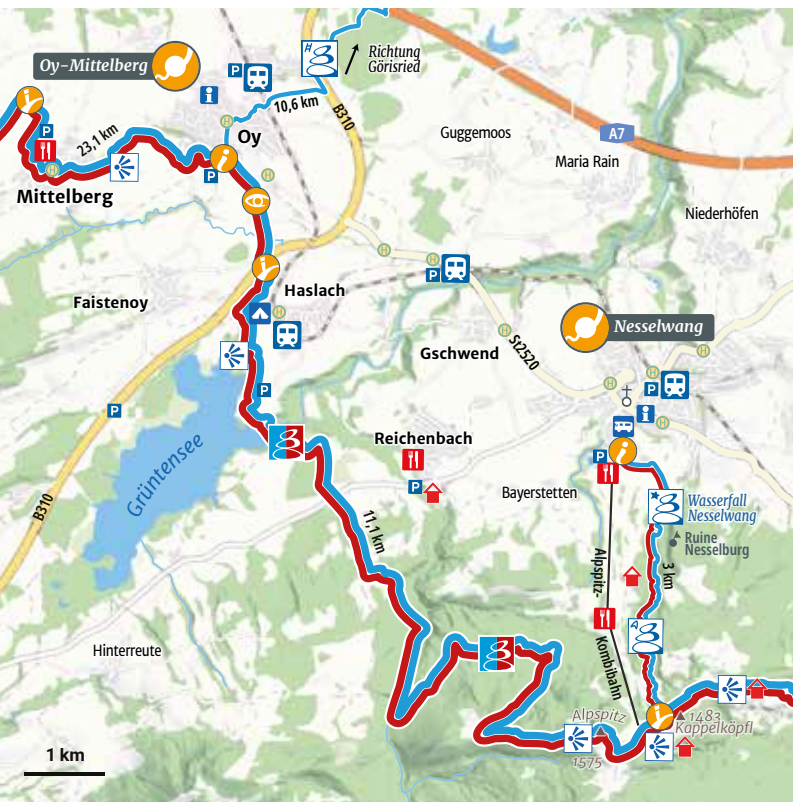 Oy-Mittelberg
H
Richtung
Görisried
P
i
10,6 km
B310
A7
Guggemoos
Maria Rain
Niederhöfen
H
Oy
23,1 km
P
H
Mittelberg
i
P
H
H
H
P
Faistenoy
Haslach
H
Nesselwang
Gschwend
H
St2520
H
H
H
P
i
H
P
P
Grüntensee
B310
Reichenbach
P
P
i
Bayerstetten
Wasserfall
Nesselwang
Ruine
Nesselburg
11,1 km
Alpspitz-
Kombibahn
3 km
A
Hinterreute
Alpspitz
1575
1483
Kappelköpfl
1 km